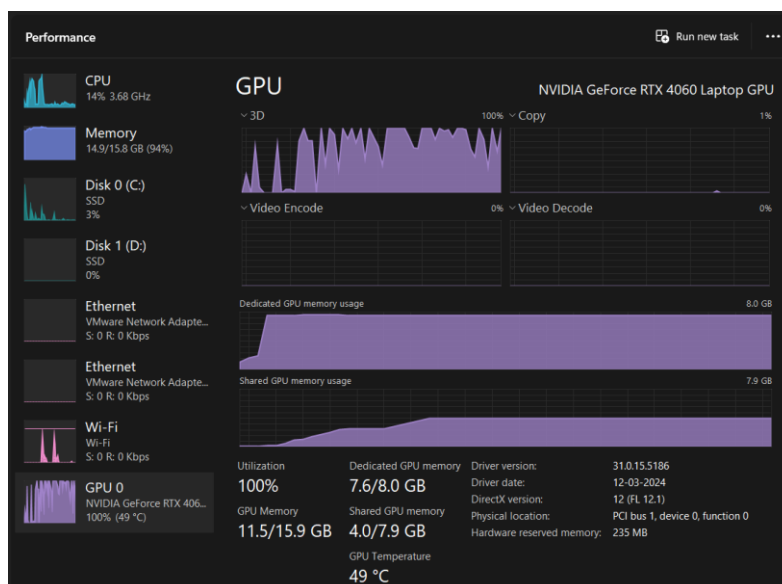 Performance
Run new task
CPU
14% 3.68 GHz
Memory
14.9/15.8 GB (94%)
Disk 0 (C:)
SSD
3%
Disk 1 (D:)
SSD
0%
Ethernet
VMware Network Adapte...
S: 0 R: 0 Kbps
Ethernet
VMware Network Adapte...
S: 0 R: 0 Kbps
Wi-Fi
Wi-Fi
S: 0 R: 0 Kbps
GPU 0
NVIDIA GeForce RTX 406...
100% (49 °C)
GPU NVIDIA GeForce RTX 4060 Laptop GPU
3D 100% Copy 1%
Video Encode 0% Video Decode 0%
Dedicated GPU memory usage 8.0 GB
Shared GPU memory usage 7.9 GB
Utilization
100%
Dedicated GPU memory
7.6/8.0 GB
GPU Memory
11.5/15.9 GB
Shared GPU memory
4.0/7.9 GB
GPU Temperature
49 °C
Driver version: 31.0.15.5186
Driver date: 12-03-2024
DirectX version: 12 (FL 12.1)
Physical location: PCI bus 1, device 0, function 0
Hardware reserved memory: 235 MB